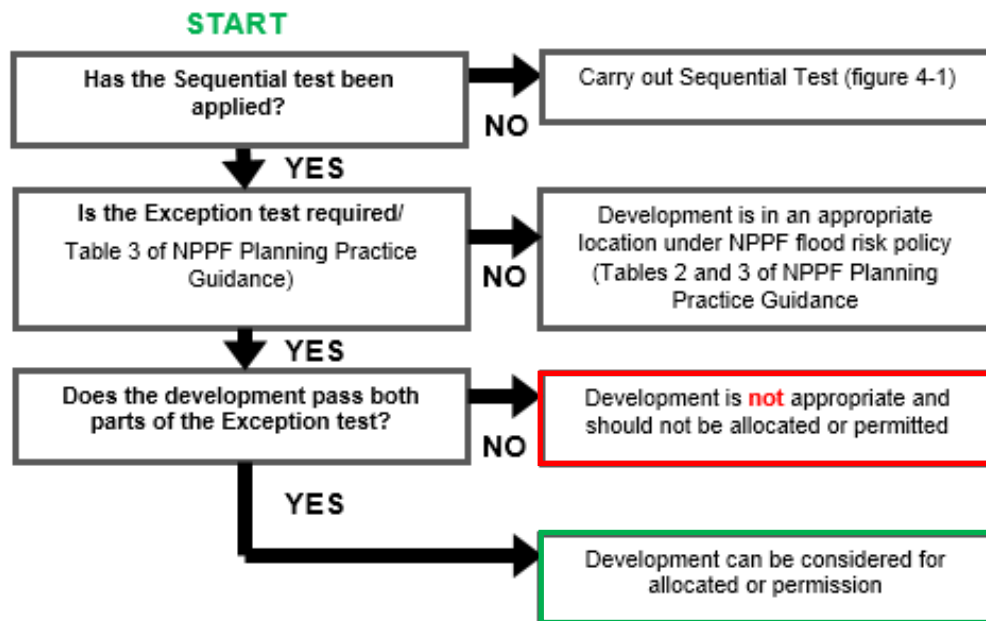 START
Has the Sequential test been
applied?
NO
Carry out Sequential Test (figure 4-1)
YES
Is the Exception test required/
Table 3 of NPPF Planning Practice
Guidance)
NO
Development is in an appropriate
location under NPPF flood risk policy
(Tables 2 and 3 of NPPF Planning
Practice Guidance
YES
Does the development pass both
parts of the Exception test?
NO
Development is not appropriate and
should not be allocated or permitted
YES
Development can be considered for
allocated or permission